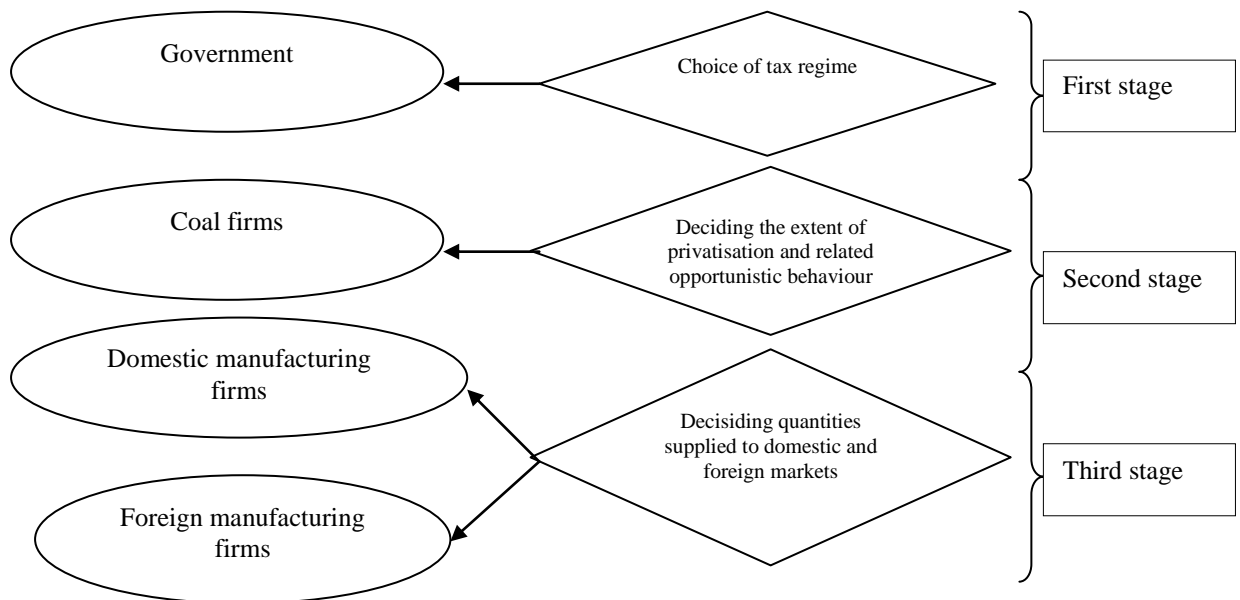 Government
Choice of tax regime
First stage
Coal firms
Deciding the extent of
privatisation and related
opportunistic behaviour
Second stage
Domestic manufacturing
firms
Decisiding quantities
supplied to domestic and
foreign markets
Third stage
Foreign manufacturing
firms